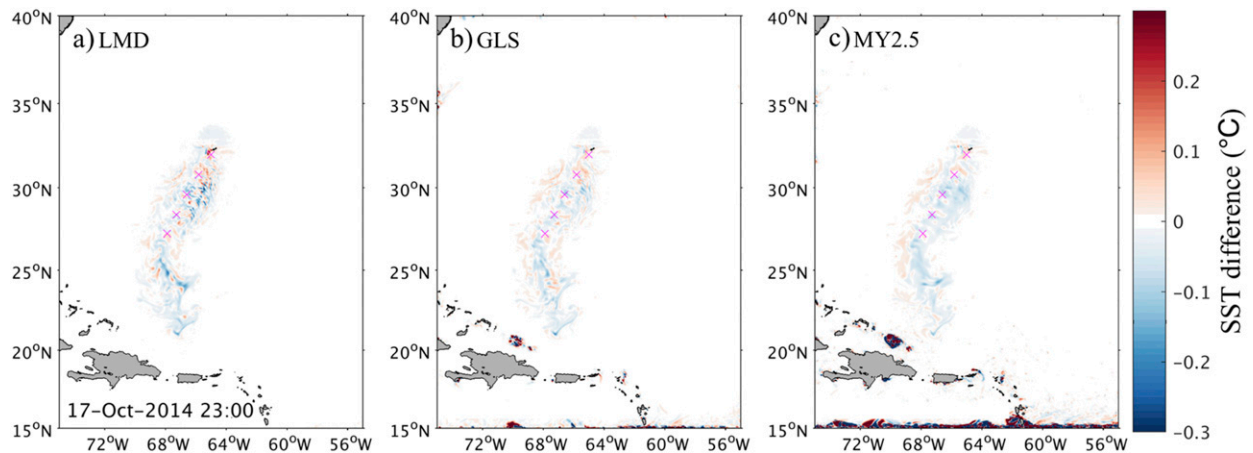 a) LMD
b) GLS
c) MY2.5
40°N
35°N
30°N
25°N
20°N
15°N
17-Oct-2014 23:00
72°W 68°W 64°W 60°W 56°W
40°N
35°N
30°N
25°N
20°N
15°N
72°W 68°W 64°W 60°W 56°W
40°N
35°N
30°N
25°N
20°N
15°N
72°W 68°W 64°W 60°W 56°W
0.2
0.1
0
-0.1
-0.2
-0.3
SST difference (°C)